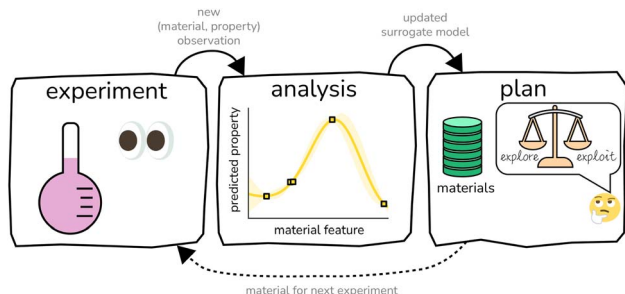 new
(material, property)
observation
updated
surrogate model
experiment
analysis
plan
predicted property
material feature
explore
exploit
materials
material for next experiment